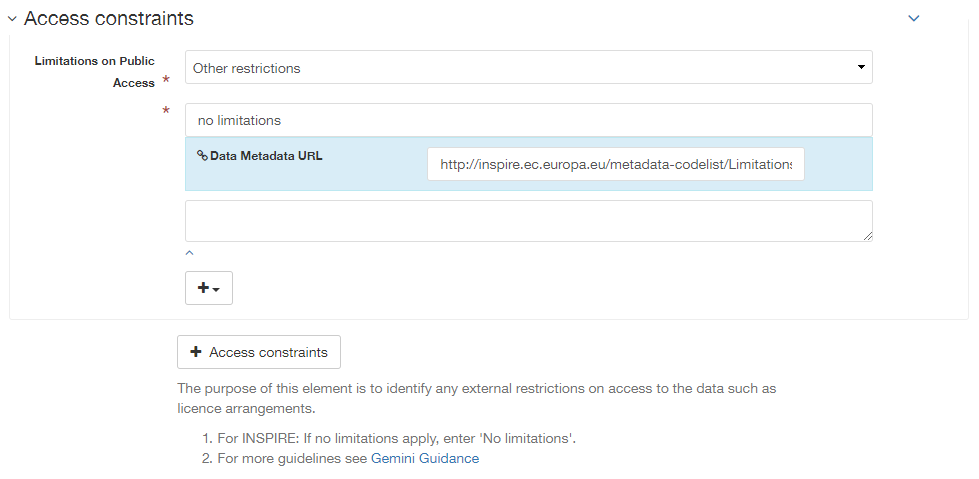 Access constraints
Limitations on Public
Access *
Other restrictions
*
no limitations
Data Metadata URL
http://inspire.ec.europa.eu/metadata-codelist/Limitations
Access constraints
The purpose of this element is to identify any external restrictions on access to the data such as
licence arrangements.
1. For INSPIRE: If no limitations apply, enter 'No limitations'.
2. For more guidelines see Gemini Guidance